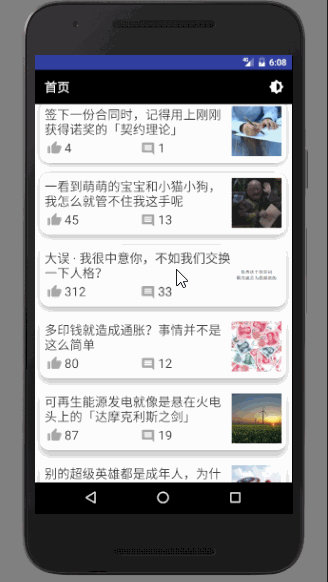 6:08
首页
签下一份合同时，记得用上刚刚
获得诺奖的「契约理论」
4 1
一看到萌萌的宝宝和小猫小狗，
我怎么就管不住我这手呢
45 13
大误 · 我很中意你，不如我们交换
一下人格？
312 33
多印钱就造成通胀？事情并不是
这么简单
80 12
可再生能源发电就像是悬在火电
头上的「达摩克利斯之剑」
87 19
别的超级英雄都是成年人，为什